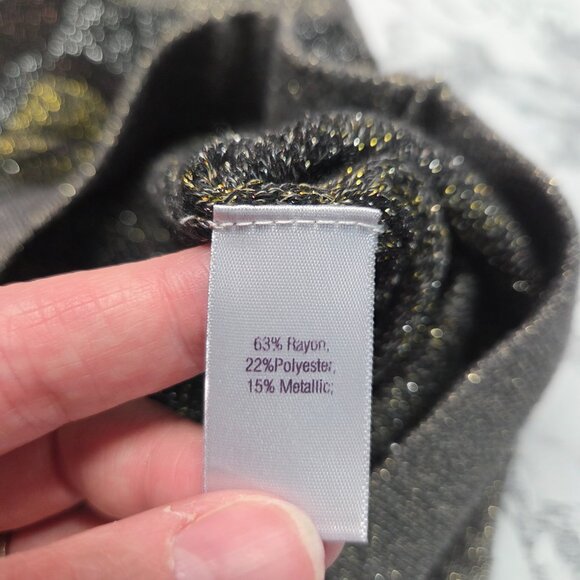 63% Rayon,
22%Polyester,
15% Metallic;